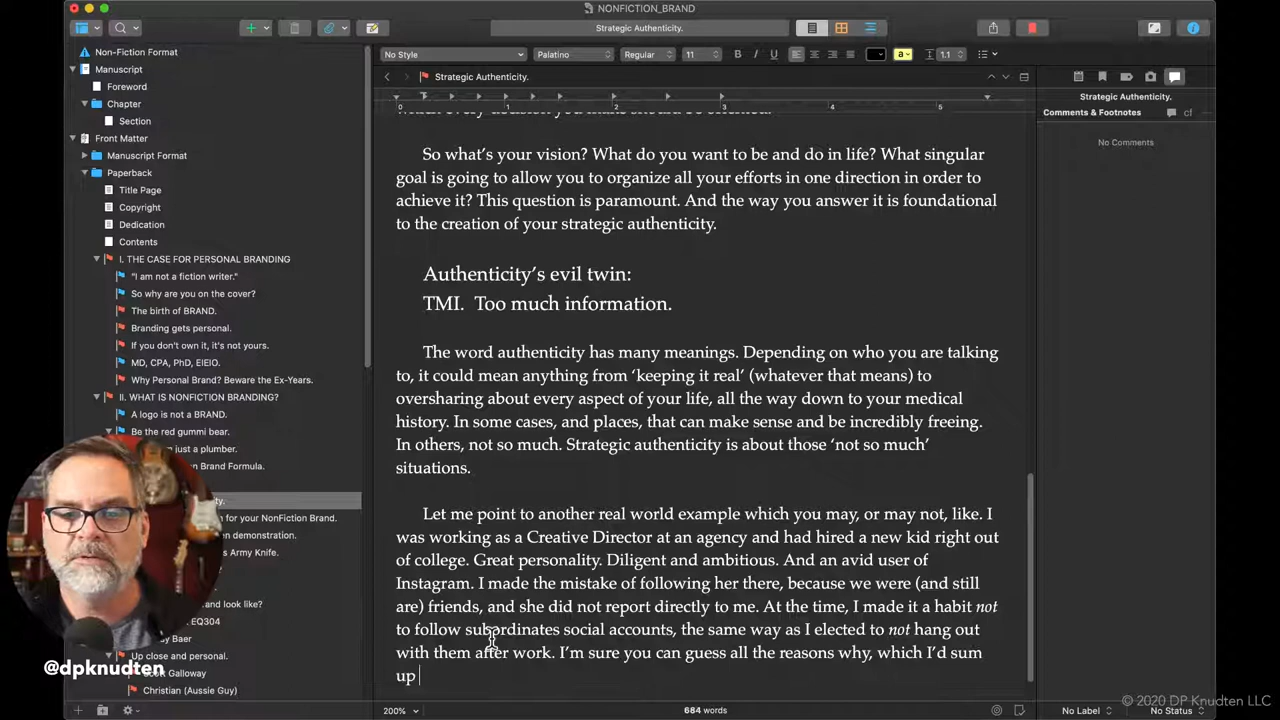 NONFICTION_BRAND
Strategic Authenticity.
No Style
Palatino
Regular
11
B
I
U
a
1.1
Strategic Authenticity.
0
1
2
3
4
5
Non-Fiction Format
Manuscript
Foreword
Chapter
Section
Front Matter
Manuscript Format
Paperback
Title Page
Copyright
Dedication
Contents
I. THE CASE FOR PERSONAL BRANDING
"I am not a fiction writer."
So why are you on the cover?
The birth of BRAND.
Branding gets personal.
If you don't own it, it's not yours.
MD, CPA, PhD, EIEIO.
Why Personal Brand? Beware the Ex-Years.
II. WHAT IS NONFICTION BRANDING?
A logo is not a BRAND.
Be the red gummi bear.
just a plumber.
Brand Formula.
for your NonFiction Brand.
demonstration.
Army Knife.
and look like?
EQ304
Baer
Up close and personal.
Scott Galloway
Christian (Aussie Guy)
So what's your vision? What do you want to be and do in life? What singular
goal is going to allow you to organize all your efforts in one direction in order to
achieve it? This question is paramount. And the way you answer it is foundational
to the creation of your strategic authenticity.
Authenticity's evil twin:
TMI. Too much information.
The word authenticity has many meanings. Depending on who you are talking
to, it could mean anything from ‘keeping it real’ (whatever that means) to
oversharing about every aspect of your life, all the way down to your medical
history. In some cases, and places, that can make sense and be incredibly freeing.
In others, not so much. Strategic authenticity is about those ‘not so much’
situations.
Let me point to another real world example which you may, or may not, like. I
was working as a Creative Director at an agency and had hired a new kid right out
of college. Great personality. Diligent and ambitious. And an avid user of
Instagram. I made the mistake of following her there, because we were (and still
are) friends, and she did not report directly to me. At the time, I made it a habit not
to follow subordinates social accounts, the same way as I elected to not hang out
with them after work. I'm sure you can guess all the reasons why, which I'd sum
up
Strategic Authenticity.
Comments & Footnotes
cf
No Comments
@dpknudten
200%
684 words
No Label
No Status
© 2020 DP Knudten LLC